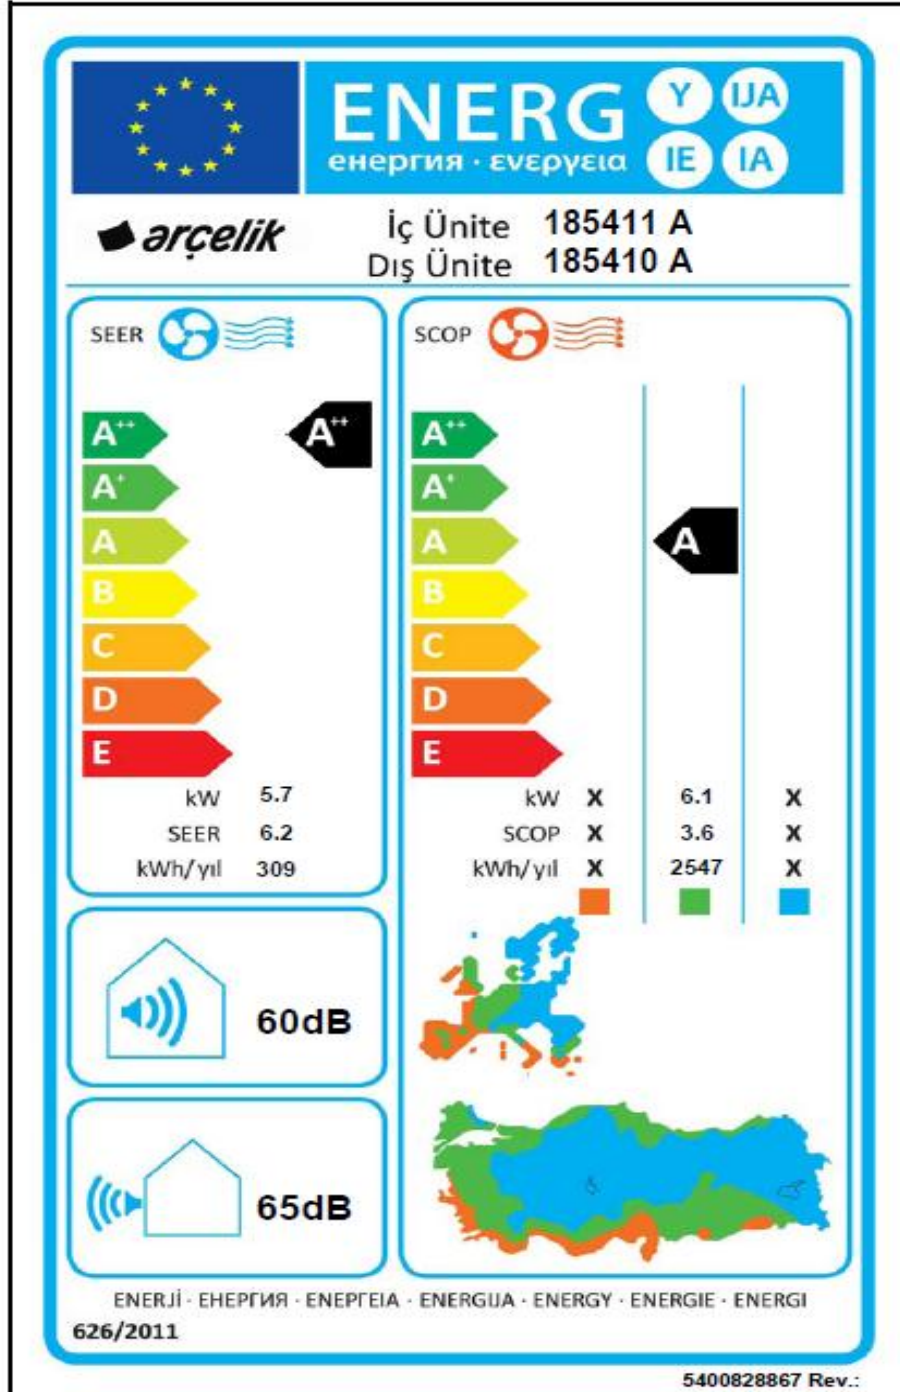 ENERG Y IJA
енергия · ενεργεια IE IA
arçelik
İç Ünite 185411 A
Dış Ünite 185410 A
SEER
A++
A++
A+
A
B
C
D
E
kW 5.7
SEER 6.2
kWh/yıl 309
SCOP
A++
A+
A
A
B
C
D
E
kW X 6.1 X
SCOP X 3.6 X
kWh/yıl X 2547 X
60dB
65dB
ENERJİ · ЕНЕРГИЯ · ΕΝΕΡΓΕΙΑ · ENERGIJA · ENERGY · ENERGIE · ENERGI
626/2011
5400828867 Rev.: